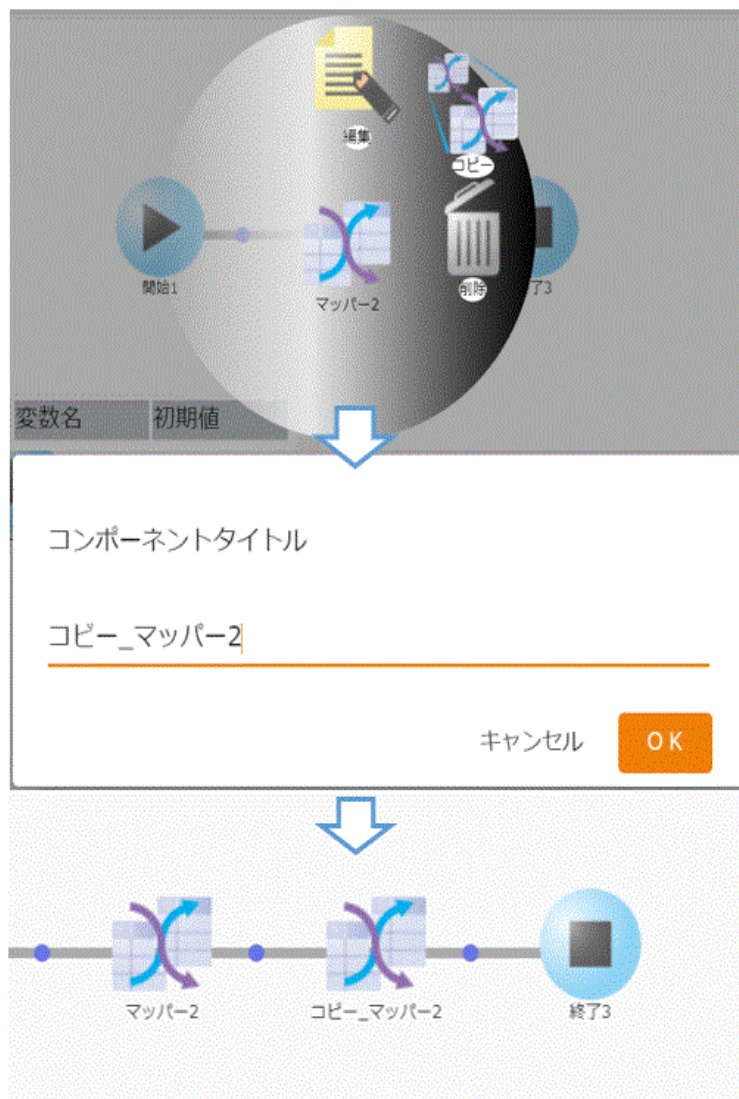 編集
コピー
開始1
マッパー2
削除
了3
変数名
初期値
コンポーネントタイトル
コビー_マッパー2
キャンセル
OK
マッパー2
コピー_マッパー2
終了3